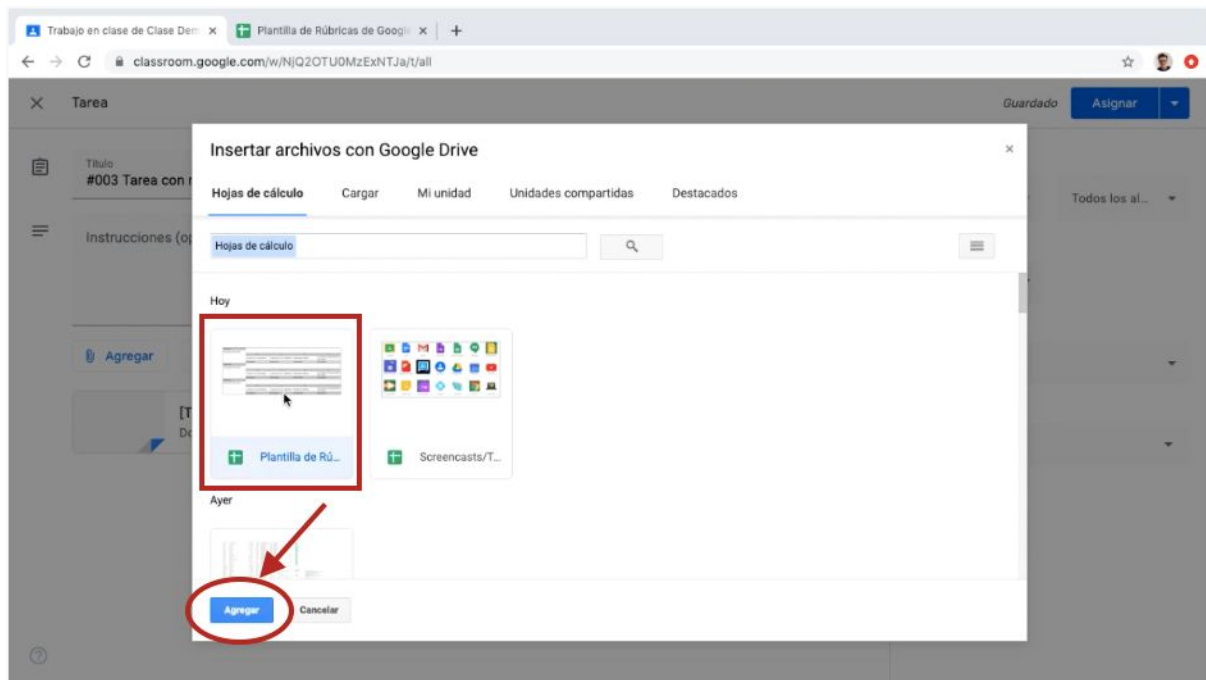 Trabajo en clase de Clase Dem
Plantilla de Rúbricas de Googl
classroom.google.com/w/NjQ2OTU0MzExNTJa/t/all
Tarea
Guardado
Asignar
Título
#003 Tarea con r
Todos los al...
Instrucciones (op
Agregar
[T
Do
Insertar archivos con Google Drive
Hojas de cálculo
Cargar
Mi unidad
Unidades compartidas
Destacados
Hojas de cálculo
Hoy
Plantilla de Rú...
Screencasts/T...
Ayer
Agregar
Cancelar